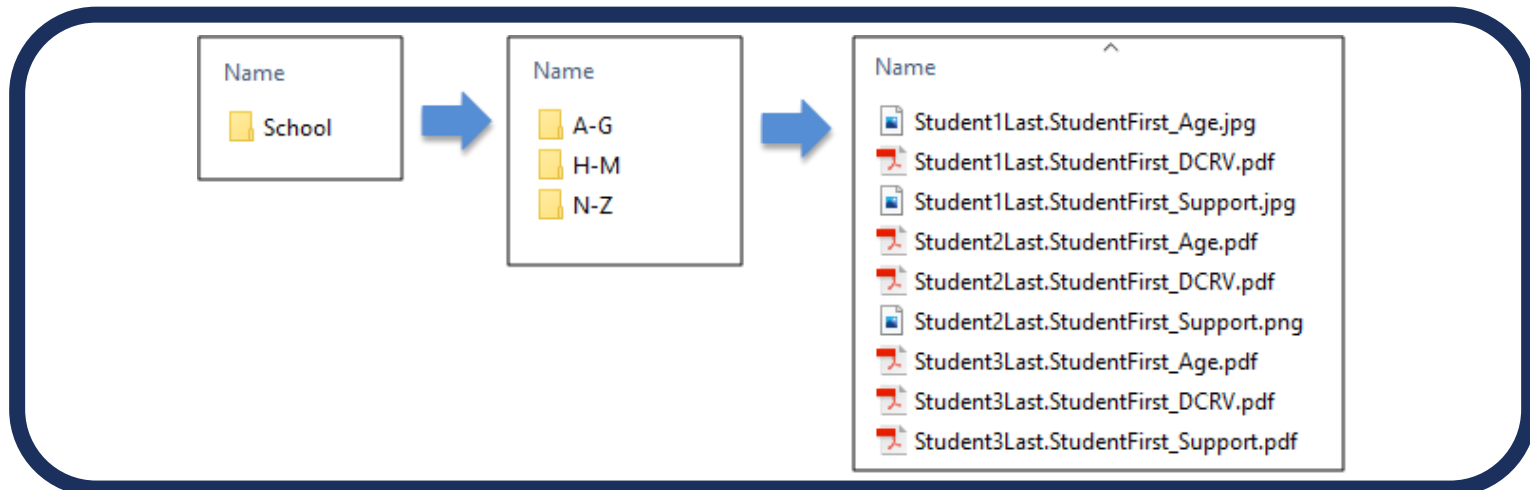 Name
School
Name
A-G
H-M
N-Z
Name
Student1Last.StudentFirst_Age.jpg
Student1Last.StudentFirst_DCRV.pdf
Student1Last.StudentFirst_Support.jpg
Student2Last.StudentFirst_Age.pdf
Student2Last.StudentFirst_DCRV.pdf
Student2Last.StudentFirst_Support.png
Student3Last.StudentFirst_Age.pdf
Student3Last.StudentFirst_DCRV.pdf
Student3Last.StudentFirst_Support.pdf